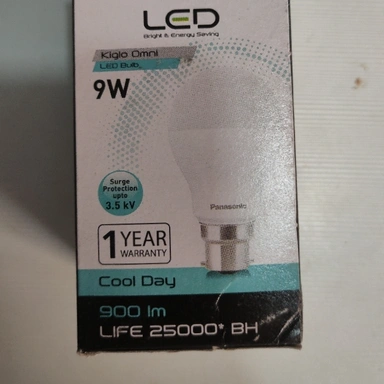 LED
Bright & Energy Saving
Kiglo Omni
LED Bulb
9W
Surge
Protection
upto
3.5 kV
Panasonic
1 YEAR
WARRANTY
Cool Day
900 lm
LIFE 25000* BH